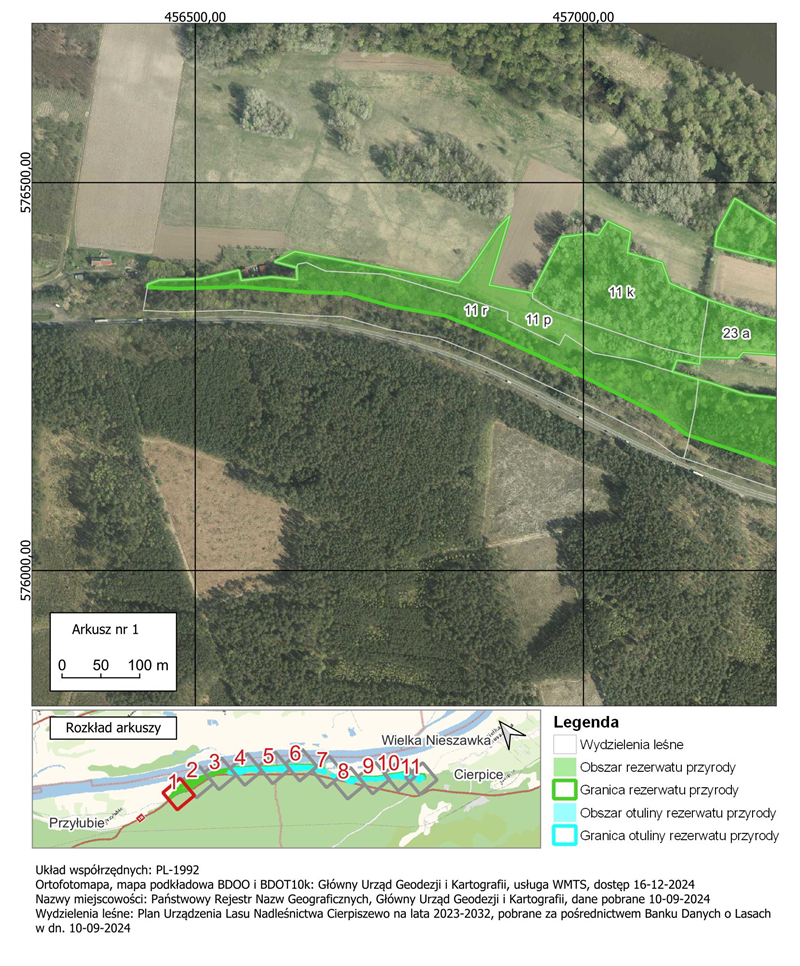 456500,00 457000,00
576500,00
11 k
11 r
11 p
23 a
576000,00
Arkusz nr 1
0 50 100 m
Rozkład arkuszy
Wielka Nieszawka
Cierpice
Przyłubie
1 2 3 4 5 6 7 8 9 10 11
Legenda
Wydzielenia leśne
Obszar rezerwatu przyrody
Granica rezerwatu przyrody
Obszar otuliny rezerwatu przyrody
Granica otuliny rezerwatu przyrody
Układ współrzędnych: PL-1992
Ortofotomapa, mapa podkładowa BDOO i BDOT10k: Główny Urząd Geodezji i Kartografii, usługa WMTS, dostęp 16-12-2024
Nazwy miejscowości: Państwowy Rejestr Nazw Geograficznych, Główny Urząd Geodezji i Kartografii, dane pobrane 10-09-2024
Wydzielenia leśne: Plan Urządzenia Lasu Nadleśnictwa Cierpiszewo na lata 2023-2032, pobrane za pośrednictwem Banku Danych o Lasach
w dn. 10-09-2024